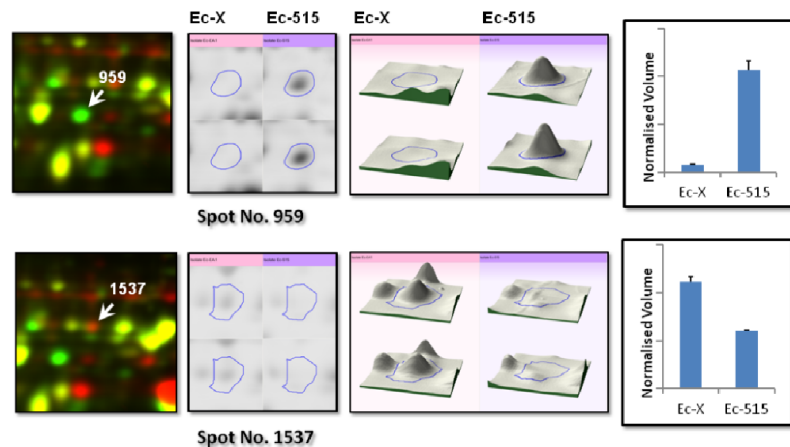 Ec-X Ec-515 Ec-X Ec-515
959
Normalised Volume
Ec-X Ec-515
Spot No. 959
1537
Normalised Volume
Ec-X Ec-515
Spot No. 1537